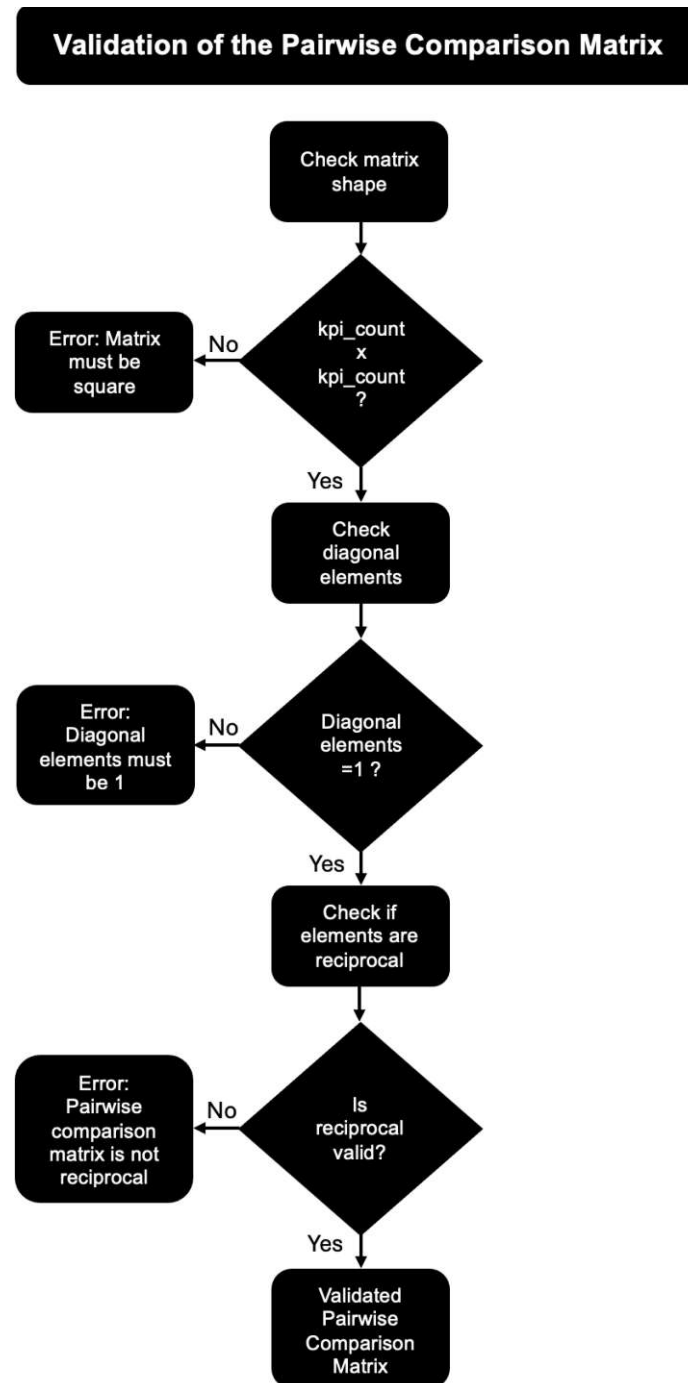 Validation of the Pairwise Comparison Matrix
Check matrix
shape
kpi_count
x
kpi_count
?
No
Error: Matrix
must be
square
Yes
Check
diagonal
elements
Diagonal
elements
=1 ?
No
Error:
Diagonal
elements must
be 1
Yes
Check if
elements are
reciprocal
Is
reciprocal
valid?
No
Error:
Pairwise
comparison
matrix is not
reciprocal
Yes
Validated
Pairwise
Comparison
Matrix